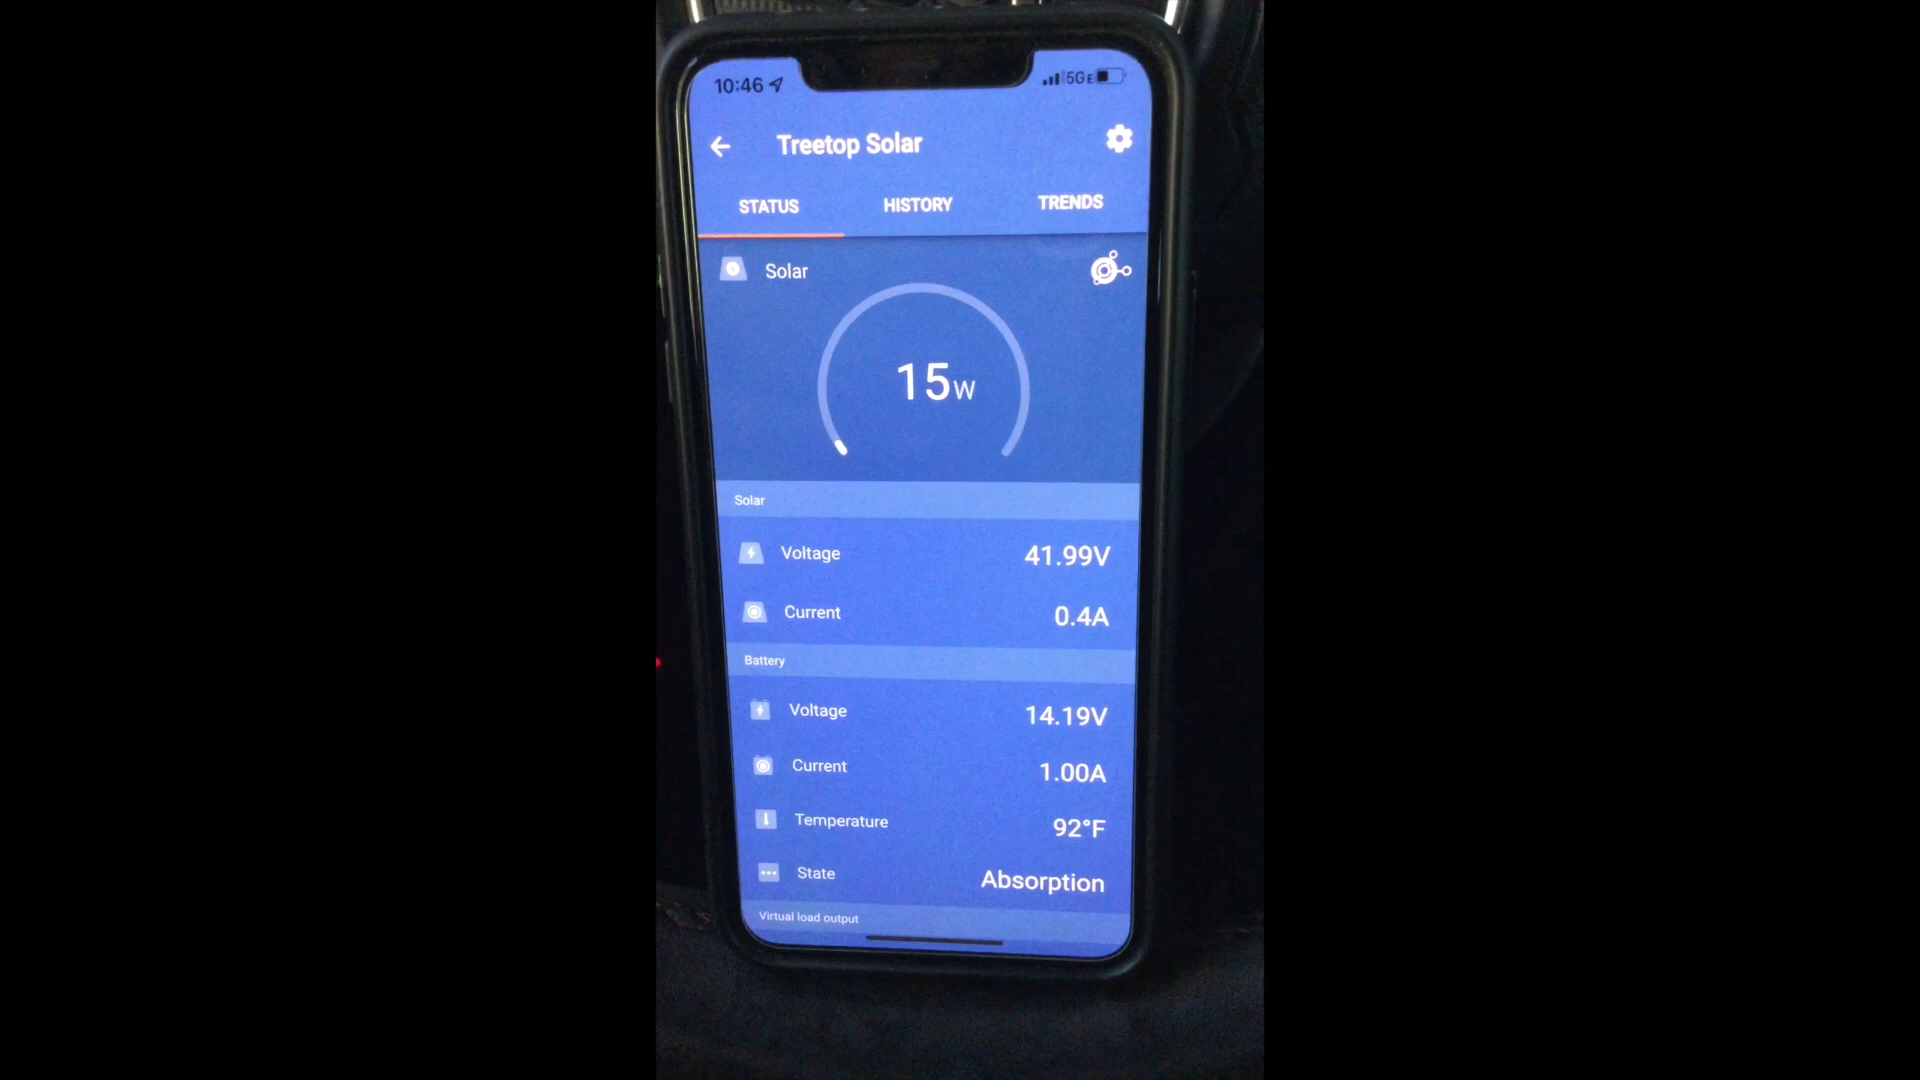 10:46 5GE
Treetop Solar
STATUS HISTORY TRENDS
Solar
15W
Solar
Voltage 41.99V
Current 0.4A
Battery
Voltage 14.19V
Current 1.00A
Temperature 92°F
State Absorption
Virtual load output